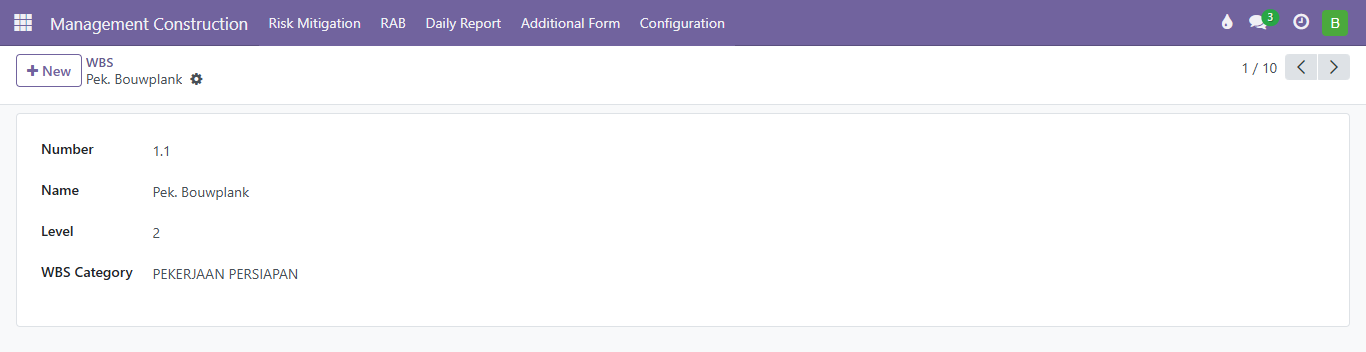 Management Construction Risk Mitigation RAB Daily Report Additional Form Configuration 3 B
+ New
WBS
Pek. Bouwplank
1 / 10
Number 1.1
Name Pek. Bouwplank
Level 2
WBS Category PEKERJAAN PERSIAPAN